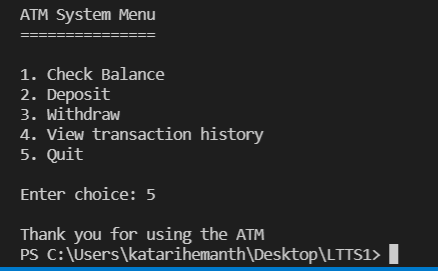 ATM System Menu
===============
1. Check Balance
2. Deposit
3. Withdraw
4. View transaction history
5. Quit
Enter choice: 5
Thank you for using the ATM
PS C:\Users\katarihemanth\Desktop\LTTS1>